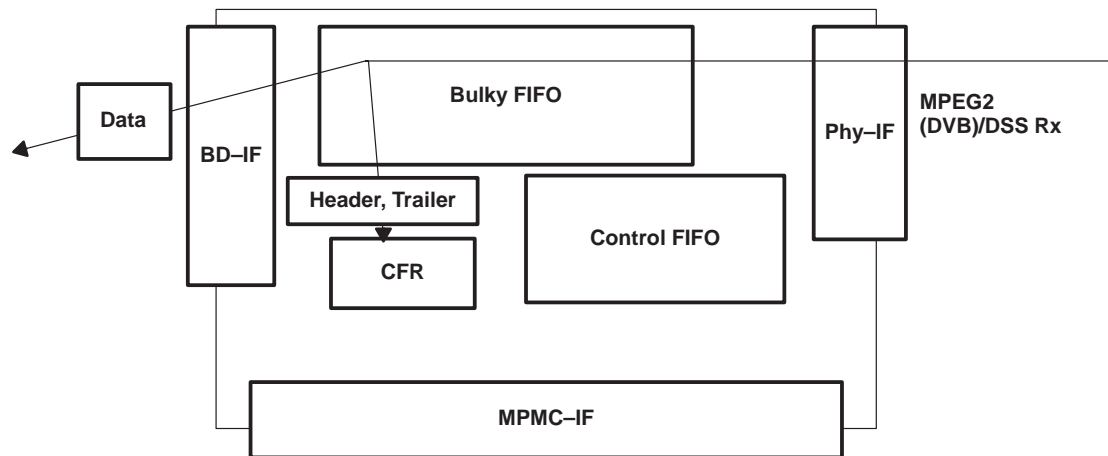 Bulky FIFO
Data
MPEG2
(DVB)/DSS Rx
Phy–IF
BD–IF
Header, Trailer
Control FIFO
CFR
MPMC–IF